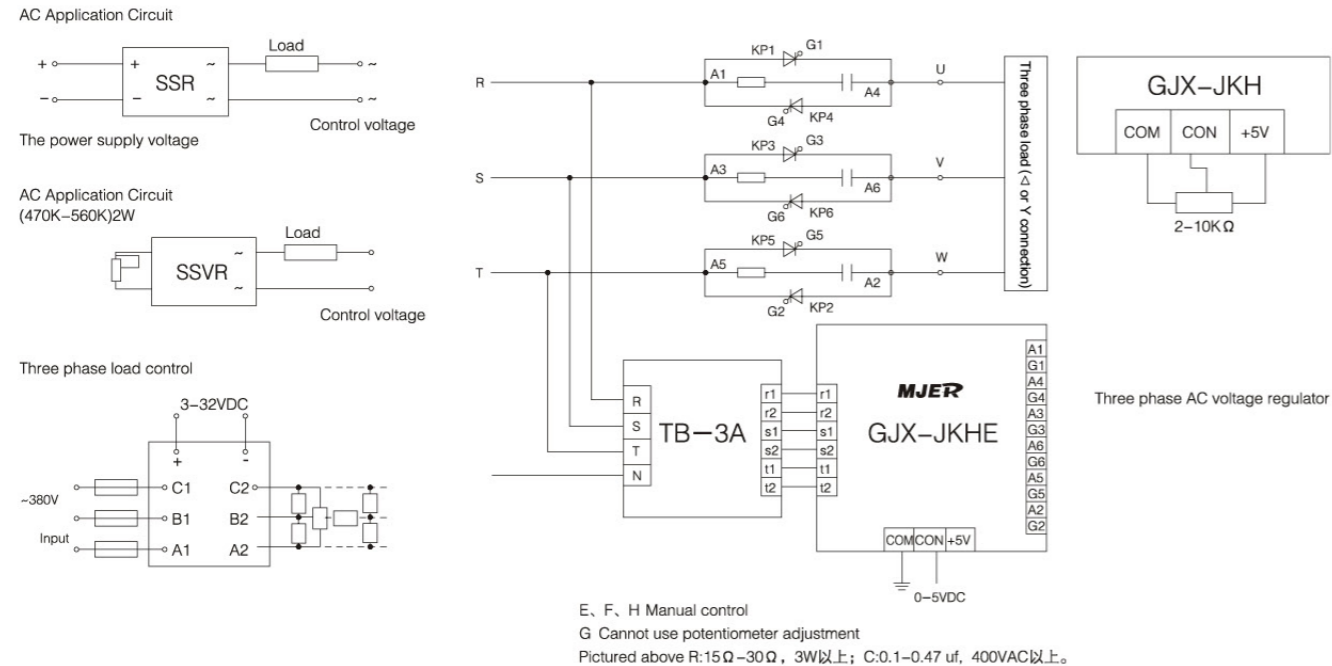 AC Application Circuit
+
−
+ ~
SSR
− ~
Load
~
~
Control voltage
The power supply voltage
AC Application Circuit
(470K−560K)2W
~
SSVR
~
Load
Control voltage
Three phase load control
3−32VDC
+ -
~380V
Input
C1 C2
B1 B2
A1 A2
R
KP1 G1
A1 A4
G4 KP4
U
S
KP3 G3
A3 A6
G6 KP6
V
T
KP5 G5
A5 A2
G2 KP2
W
Three phase load (◁ or Y connection)
R
S
T
N
TB−3A
r1
r2
s1
s2
t1
t2
r1
r2
s1
s2
t1
t2
MJER
GJX−JKHE
A1
G1
A4
G4
A3
G3
A6
G6
A5
G5
A2
G2
COM CON +5V
0−5VDC
GJX−JKH
COM CON +5V
2−10KΩ
Three phase AC voltage regulator
E、F、H Manual control
G Cannot use potentiometer adjustment
Pictured above R:15Ω−30Ω，3W以上；C:0.1−0.47 uf, 400VAC以上。